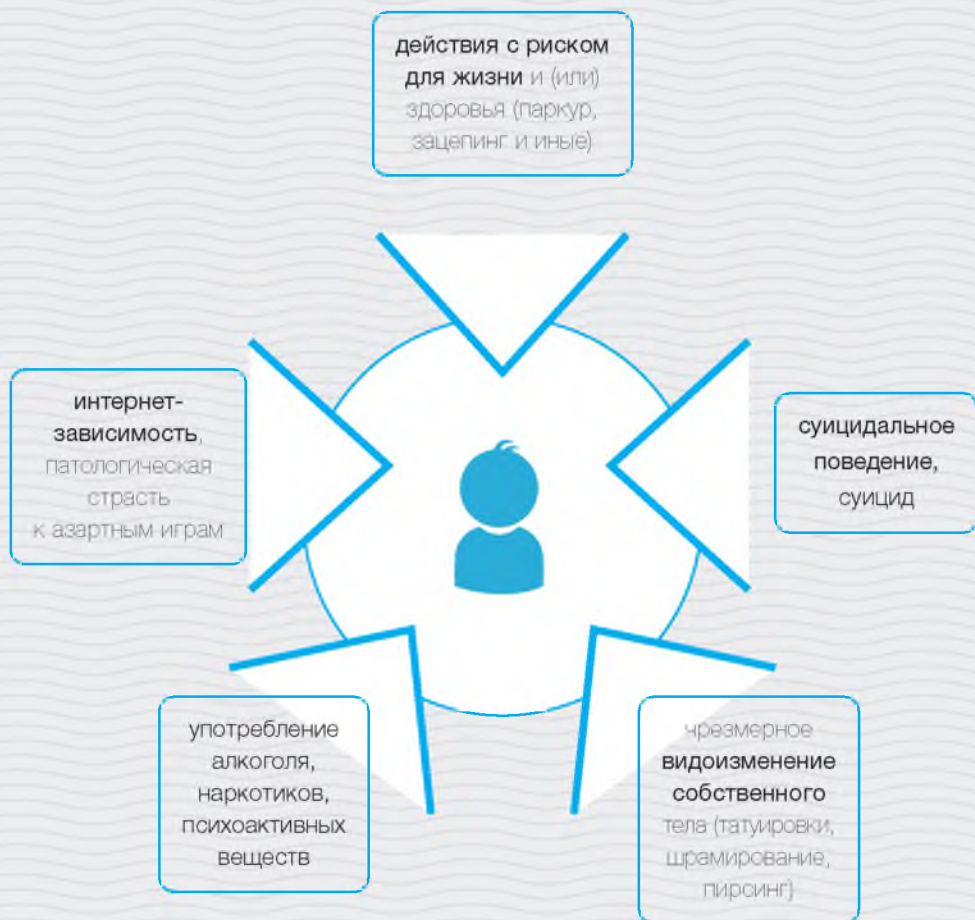 действия с риском
для жизни и (или)
здоровья (паркур,
зацепинг и иные)
интернет-
зависимость,
патологическая
страсть
к азартным играм
суицидальное
поведение,
суицид
употребление
алкоголя,
наркотиков,
психоактивных
веществ
чрезмерное
видоизменение
собственного
тела (татуировки,
шрамирование,
пирсинг)